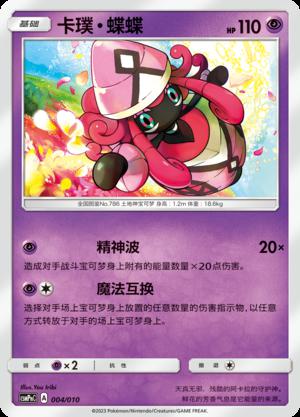 基础 卡璞・蝶蝶 HP 110
全国图鉴No.786 土地神宝可梦 身高：1.2m 体重：18.6kg
精神波 20×
造成对手战斗宝可梦身上附有的能量数量×20点伤害。
魔法互换
选择对手场上宝可梦身上放置的任意数量的伤害指示物，以任意
方式转放于对手的场上宝可梦身上。
弱点 ×2 抗性 撤退
Illus. You Iribi
A 004/010
天真无邪、残酷的阿卡拉的守护神。
鲜花的芳香气息是它的能量来源。
©2023 Pokémon/Nintendo/Creatures/GAME FREAK.